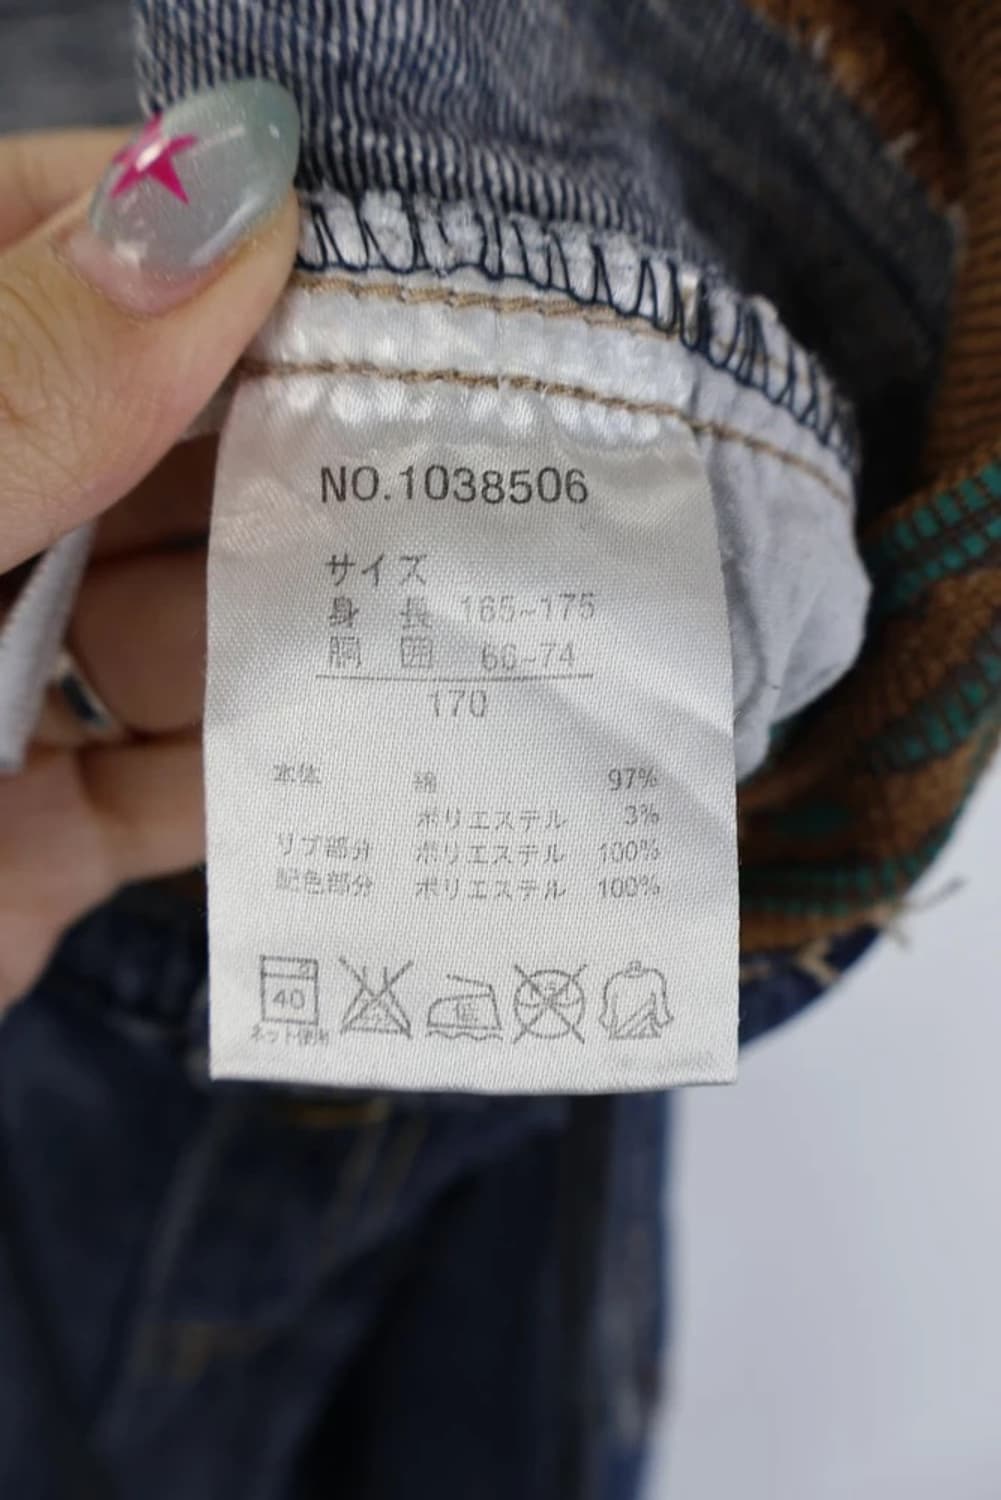 NO.1038506
サイズ
身 長 165~175
胴 囲 66~74
170
本体 綿 97%
ポリエステル 3%
リブ部分 ポリエステル 100%
配色部分 ポリエステル 100%
40
ネット使用